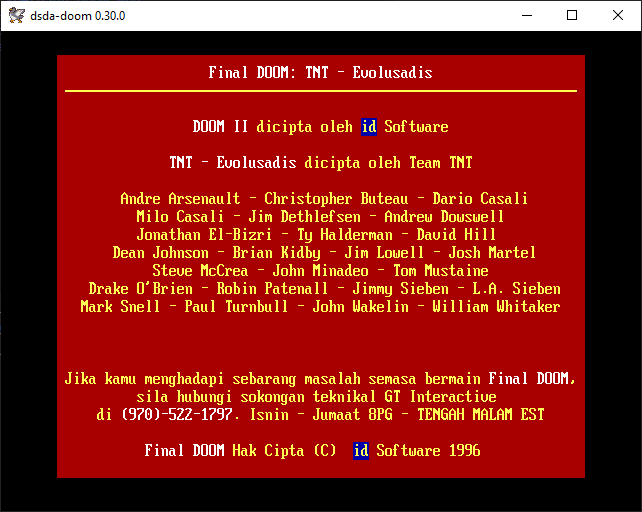 dsda-doom 0.30.0
Final DOOM: TNT - Evolusadis
DOOM II dicipta oleh id Software
TNT - Evolusadis dicipta oleh Team TNT
Andre Arsenault - Christopher Buteau - Dario Casali
Milo Casali - Jim Dethlefsen - Andrew Dowswell
Jonathan El-Bizri - Ty Halderman - David Hill
Dean Johnson - Brian Kidby - Jim Lowell - Josh Martel
Steve McCrea - John Minadeo - Tom Mustaine
Drake O'Brien - Robin Patenall - Jimmy Sieben - L.A. Sieben
Mark Snell - Paul Turnbull - John Wakelin - William Whitaker
Jika kamu menghadapi sebarang masalah semasa bermain Final DOOM,
sila hubungi sokongan teknikal GT Interactive
di (970)-522-1797. Isnin - Jumaat 8PG - TENGAH MALAM EST
Final DOOM Hak Cipta (C) id Software 1996